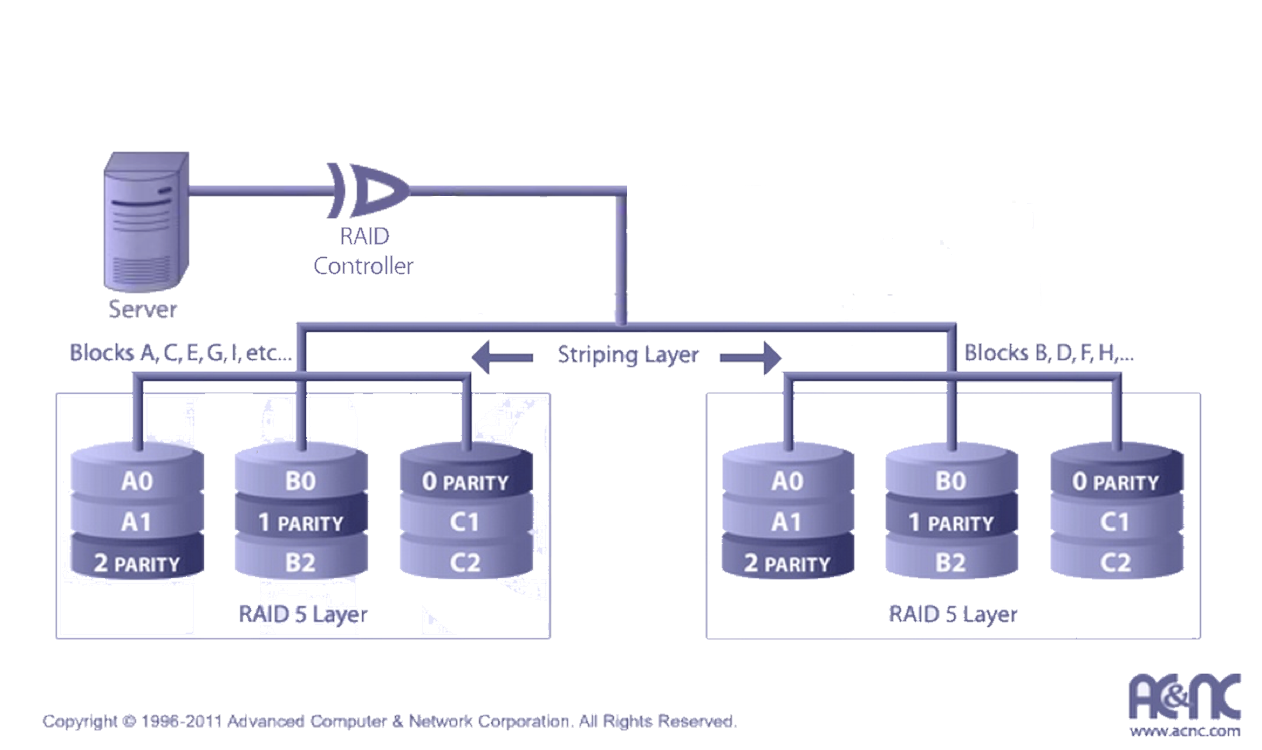 RAID
Controller
Server
Blocks A, C, E, G, I, etc...
Striping Layer
Blocks B, D, F, H,...
A0
B0
0 PARITY
A0
B0
0 PARITY
A1
1 PARITY
C1
A1
1 PARITY
C1
2 PARITY
B2
C2
2 PARITY
B2
C2
RAID 5 Layer
RAID 5 Layer
AC&NC
Copyright © 1996-2011 Advanced Computer & Network Corporation. All Rights Reserved.
www.acnc.com